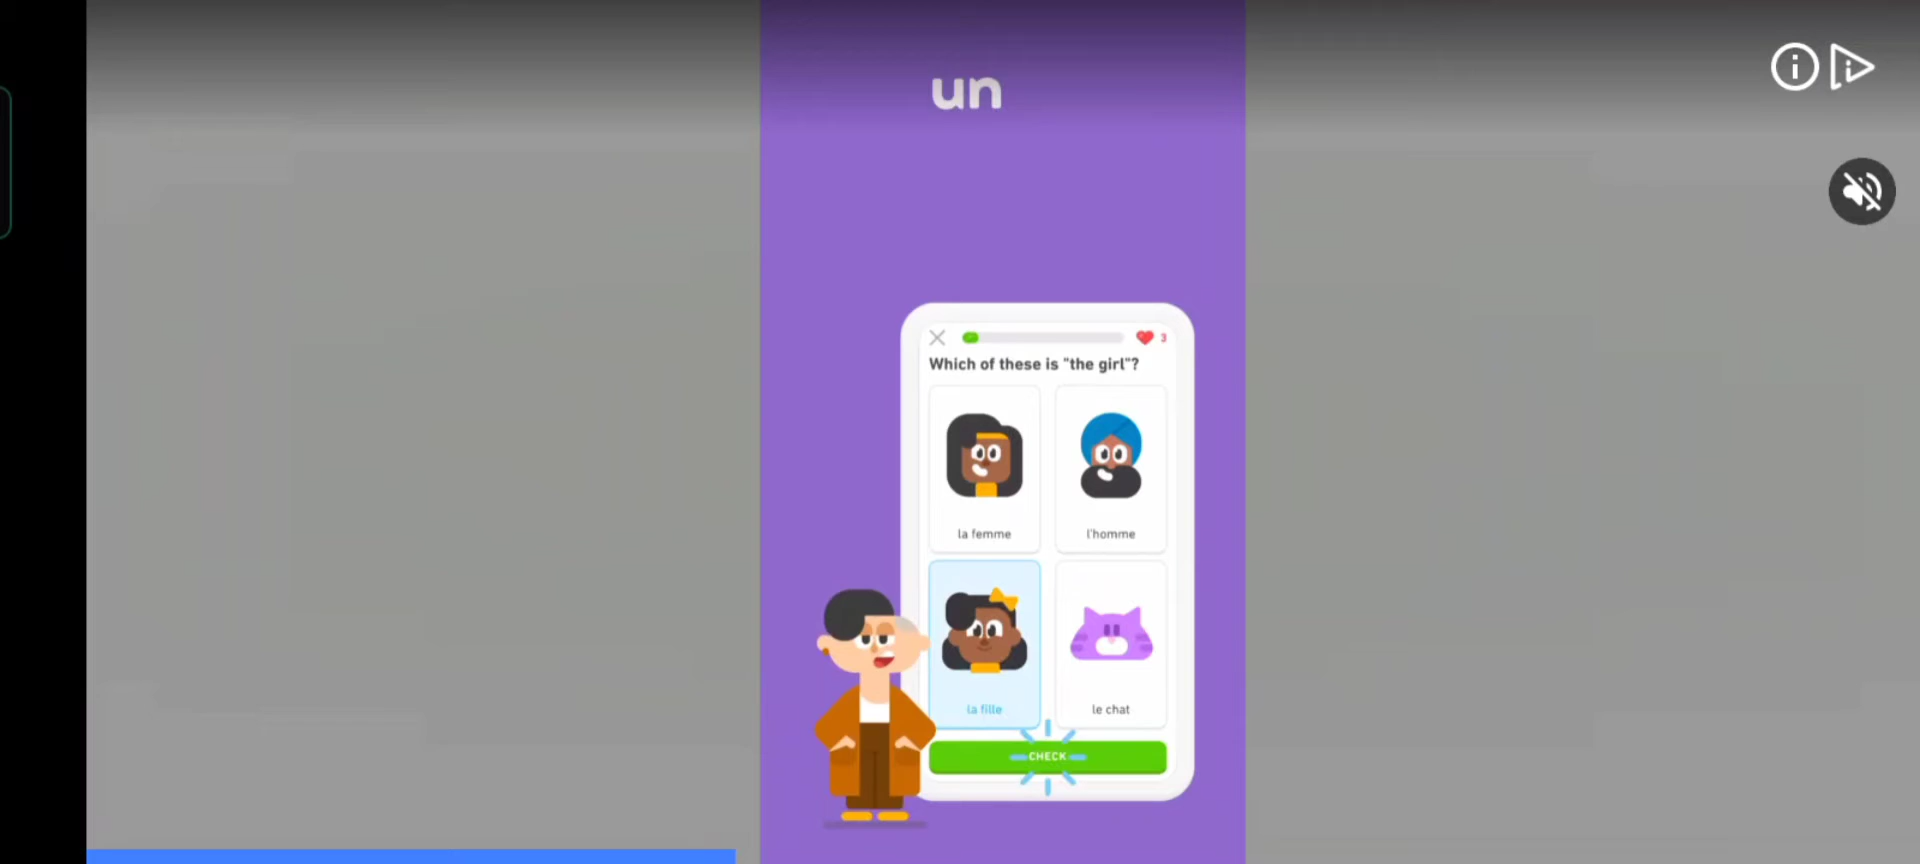 un
3
Which of these is "the girl"?
la femme
l'homme
la fille
le chat
CHECK